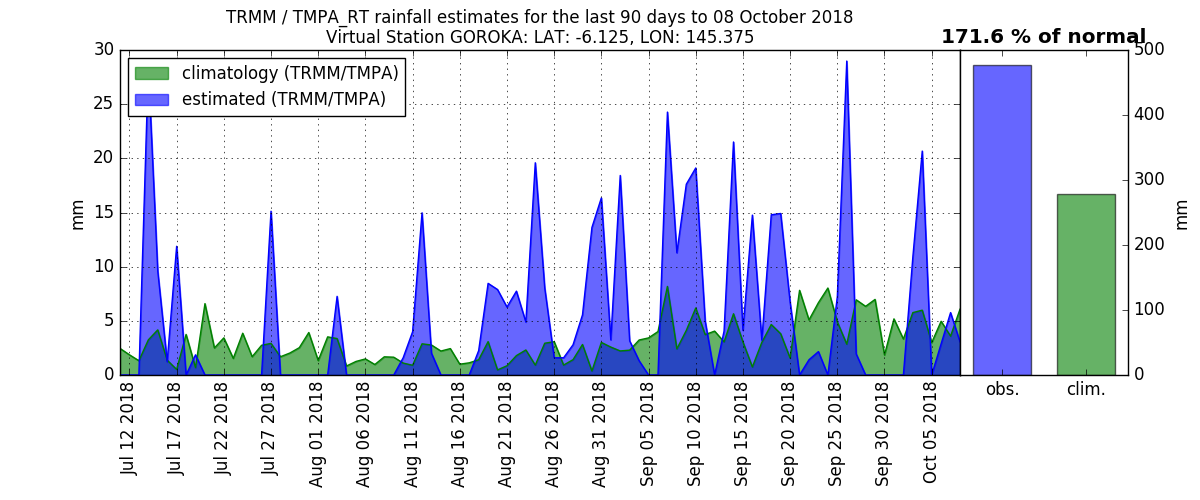 TRMM / TMPA_RT rainfall estimates for the last 90 days to 08 October 2018
Virtual Station GOROKA: LAT: -6.125, LON: 145.375
171.6 % of normal
climatology (TRMM/TMPA)
estimated (TRMM/TMPA)
mm
30
25
20
15
10
5
0
Jul 12 2018
Jul 17 2018
Jul 22 2018
Jul 27 2018
Aug 01 2018
Aug 06 2018
Aug 11 2018
Aug 16 2018
Aug 21 2018
Aug 26 2018
Aug 31 2018
Sep 05 2018
Sep 10 2018
Sep 15 2018
Sep 20 2018
Sep 25 2018
Sep 30 2018
Oct 05 2018
obs.
clim.
500
400
300
200
100
0
mm